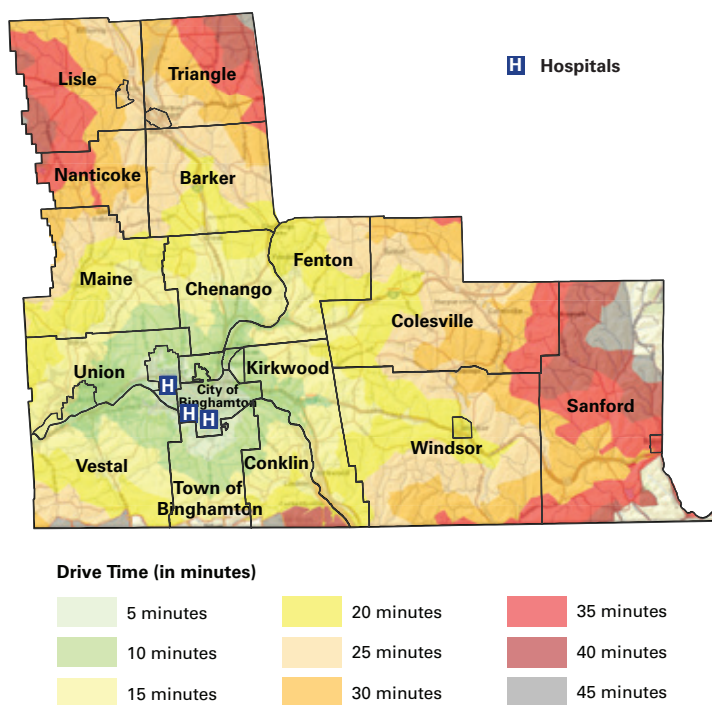 H Hospitals
Lisle
Triangle
Nanticoke
Barker
Maine
Fenton
Chenango
Colesville
Union
Kirkwood
H
City of
Binghamton
H
H
Sanford
Windsor
Vestal
Conklin
Town of
Binghamton
Drive Time (in minutes)
5 minutes
10 minutes
15 minutes
20 minutes
25 minutes
30 minutes
35 minutes
40 minutes
45 minutes